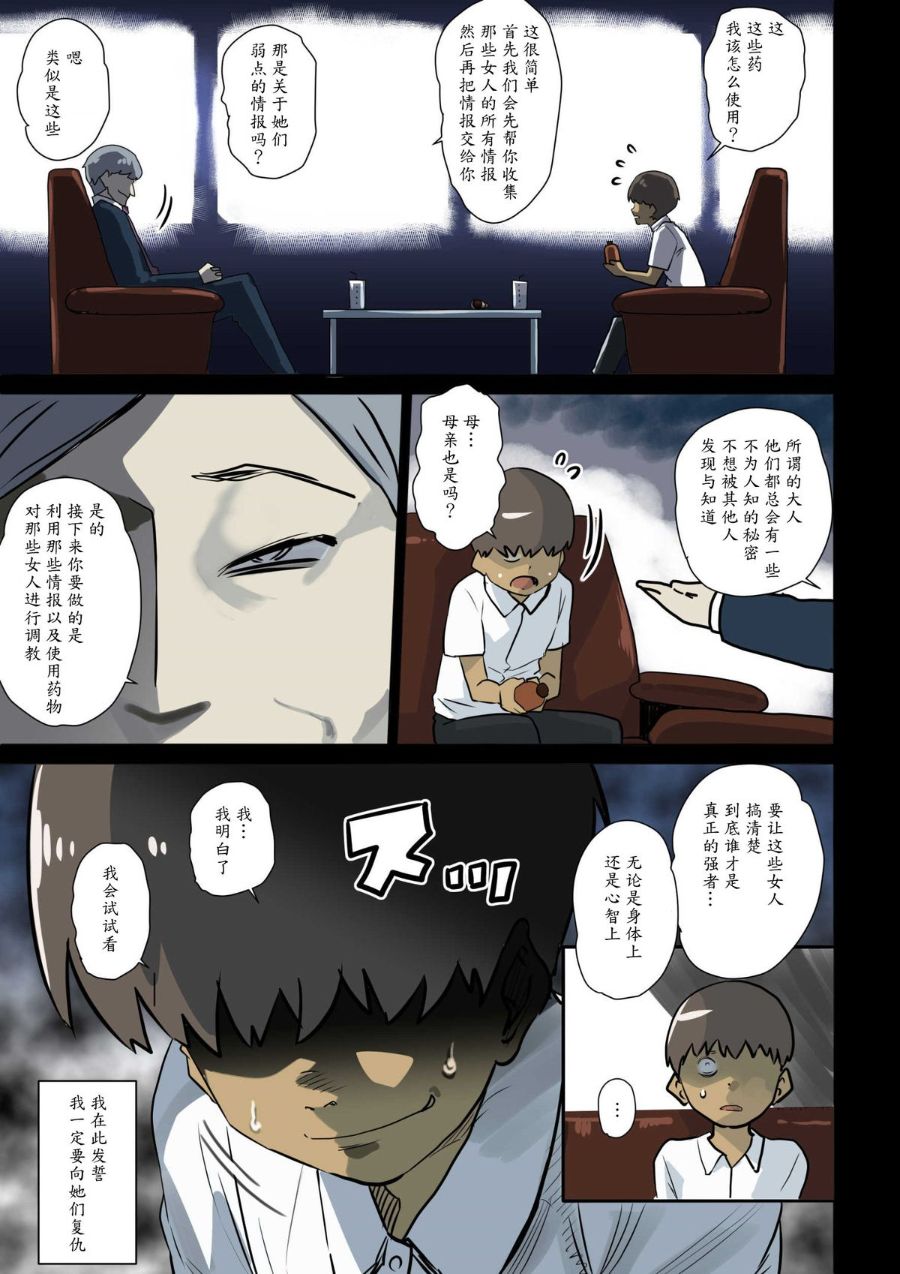 这
这些药
我该怎么使用？
这很简单
首先我们会先帮你收集
那些女人的所有情报
然后再把情报交给你
那是关于她们
弱点的情报吗？
嗯
类似是这些
所谓的大人
他们都总会有一些
不为人知的秘密
不想被其他人
发现与知道
母…
母亲也是吗？
是的
接下来你要做的是
利用那些情报以及使用药物
对那些女人进行调教
要让这些女人
搞清楚
到底谁才是
真正的强者…
无论是身体上
还是心智上
…
ス…
我…
我明白了
我会试试看
我在此发誓
我一定要向她们复仇